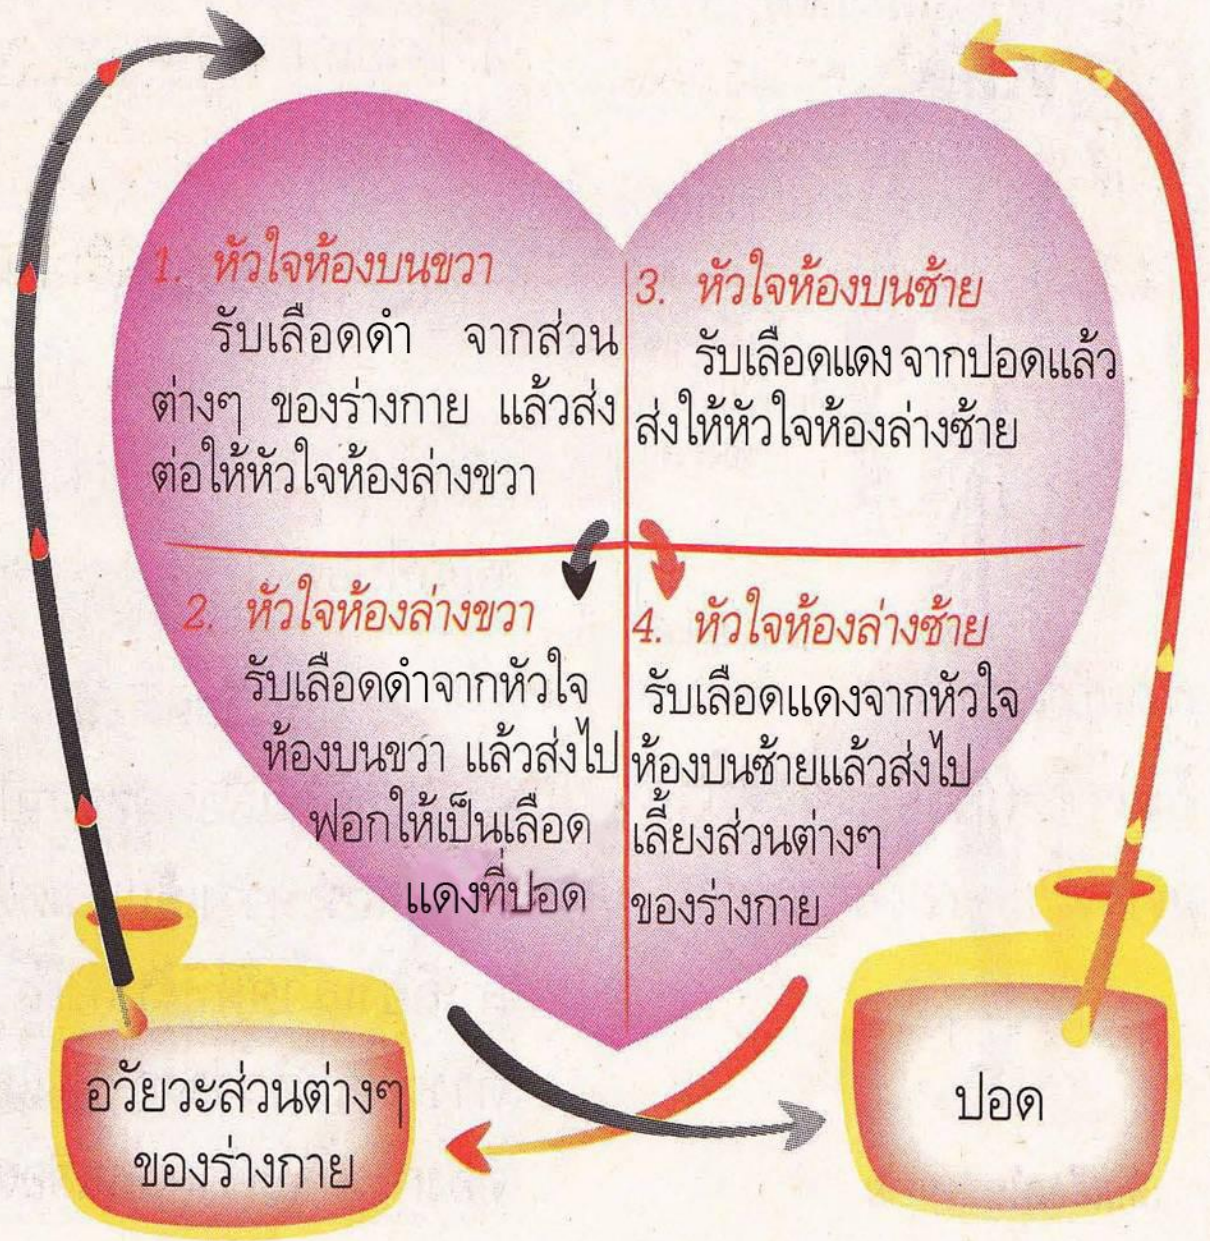 1. หัวใจห้องบนขวา
รับเลือดดำ จากส่วน
ต่างๆ ของร่างกาย แล้วส่ง
ต่อให้หัวใจห้องล่างขวา
2. หัวใจห้องล่างขวา
รับเลือดดำจากหัวใจ
ห้องบนขวา แล้วส่งไป
ฟอกให้เป็นเลือด
แดงที่ปอด
3. หัวใจห้องบนซ้าย
รับเลือดแดง จากปอดแล้ว
ส่งให้หัวใจห้องล่างซ้าย
4. หัวใจห้องล่างซ้าย
รับเลือดแดงจากหัวใจ
ห้องบนซ้ายแล้วส่งไป
เลี้ยงส่วนต่างๆ
ของร่างกาย
อวัยวะส่วนต่างๆ
ของร่างกาย
ปอด